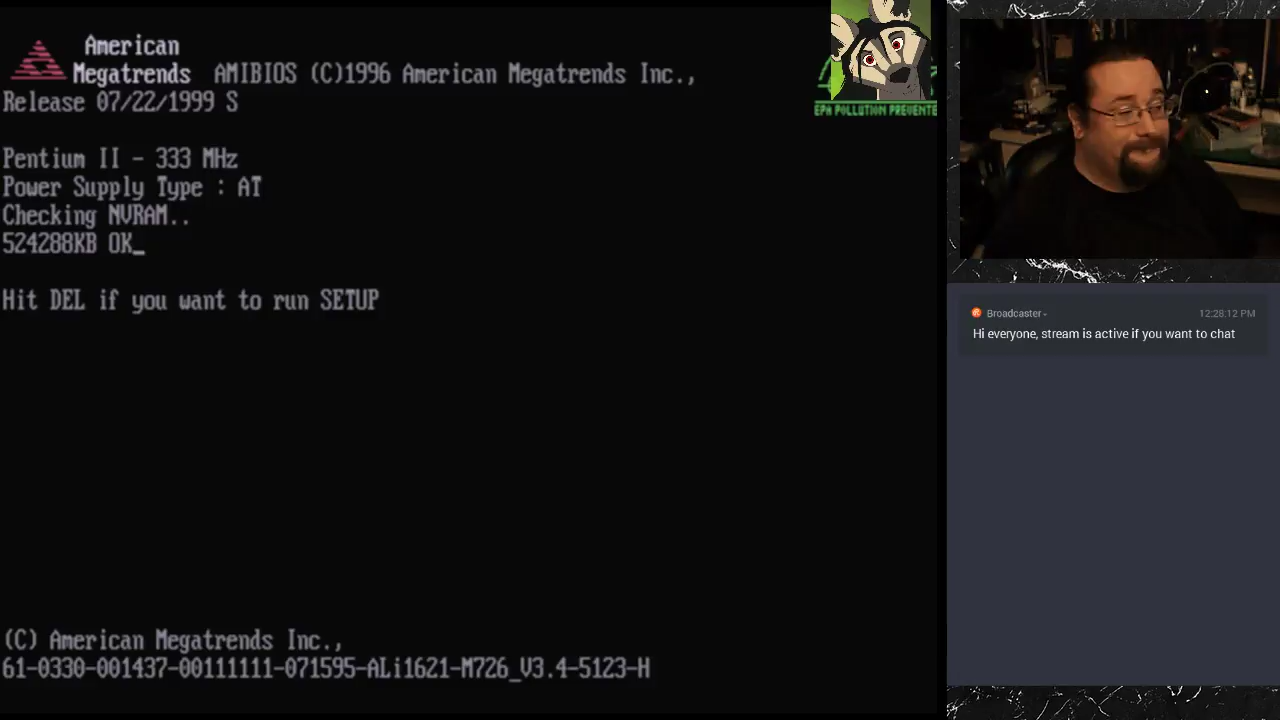 American
Megatrends AMIBIOS (C)1996 American Megatrends Inc.,
Release 07/22/1999 S
EPA POLLUTION PREVENTE
Pentium II - 333 MHz
Power Supply Type : AT
Checking NVRAM..
524288KB OK_
Hit DEL if you want to run SETUP
(C) American Megatrends Inc.,
61-0330-001437-00111111-071595-ALi1621-M726_V3.4-5123-H
Broadcaster- 12:28:12 PM
Hi everyone, stream is active if you want to chat